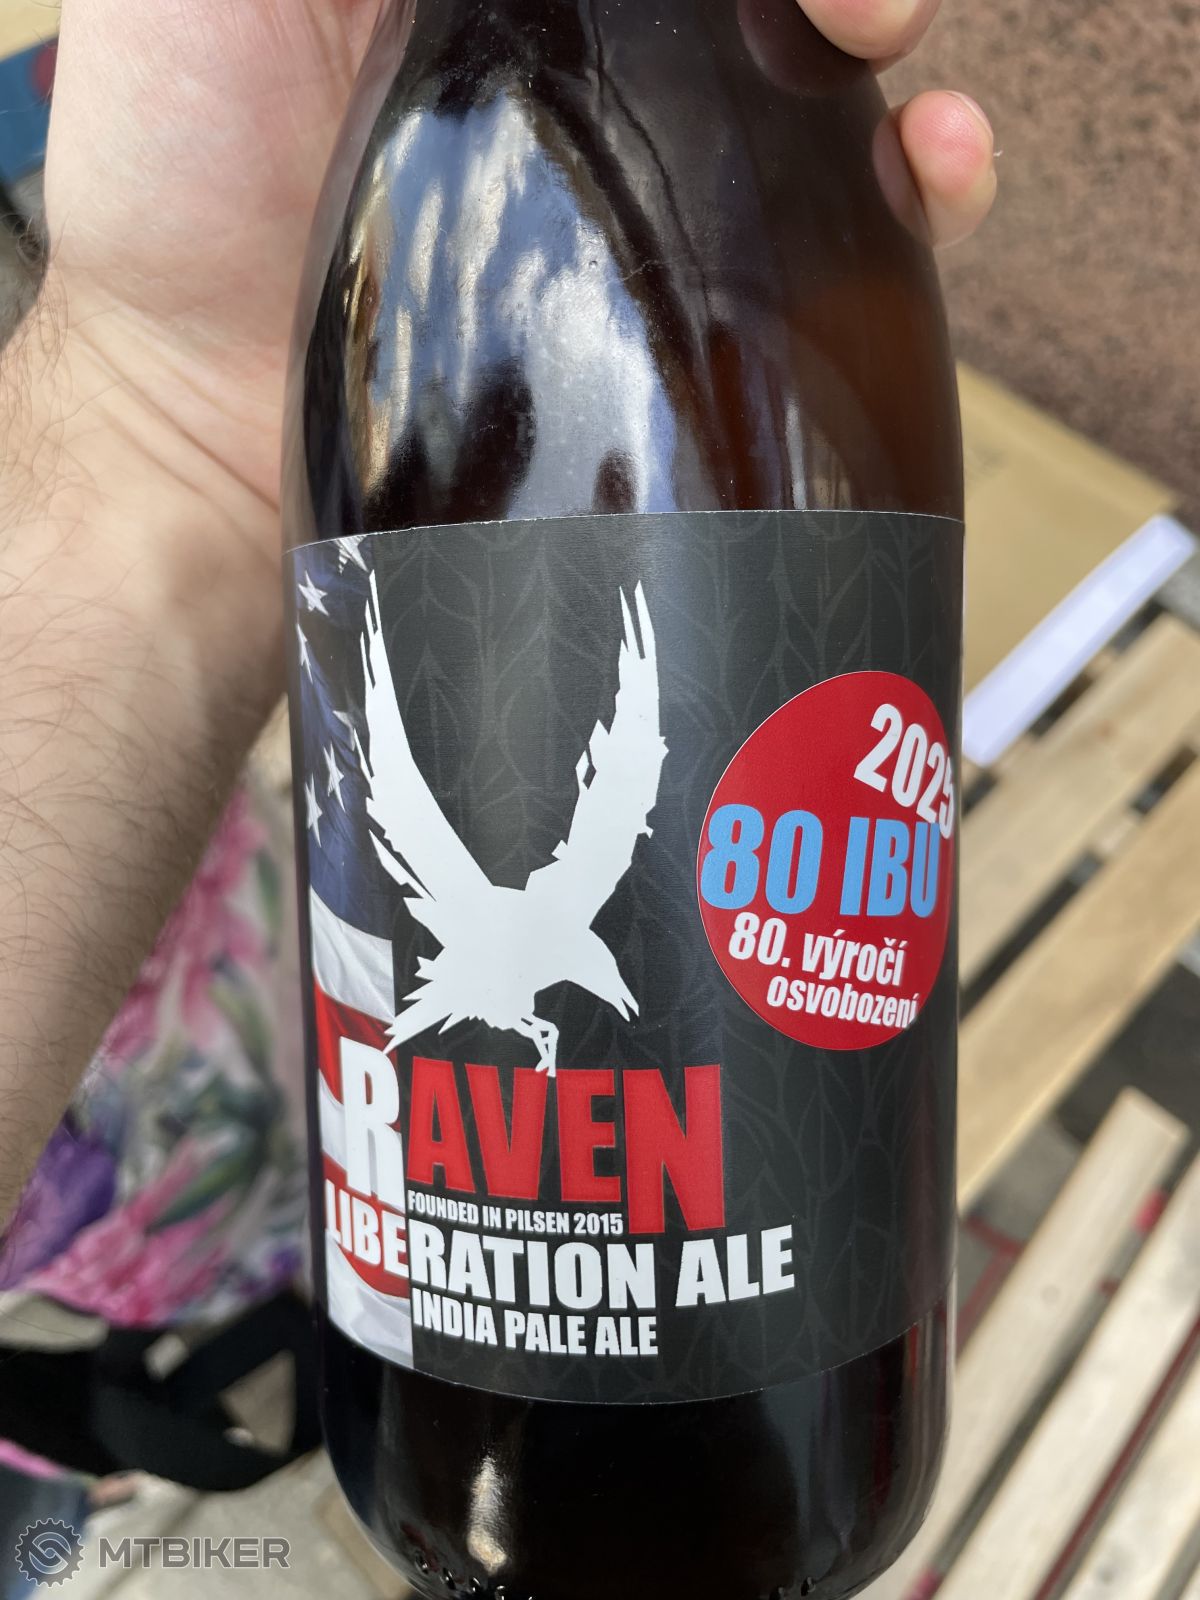 2025
80 IBU
80. výročí
osvobození
RAVEN
FOUNDED IN PILSEN 2015
LIBERATION ALE
INDIA PALE ALE
MTBIKER